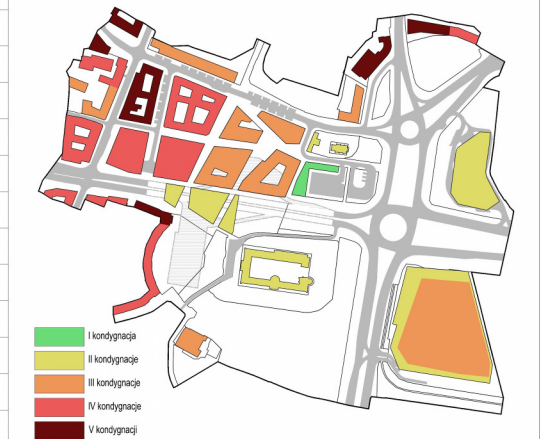 I kondygnacja
II kondygnacje
III kondygnacje
IV kondygnacje
V kondygnacji